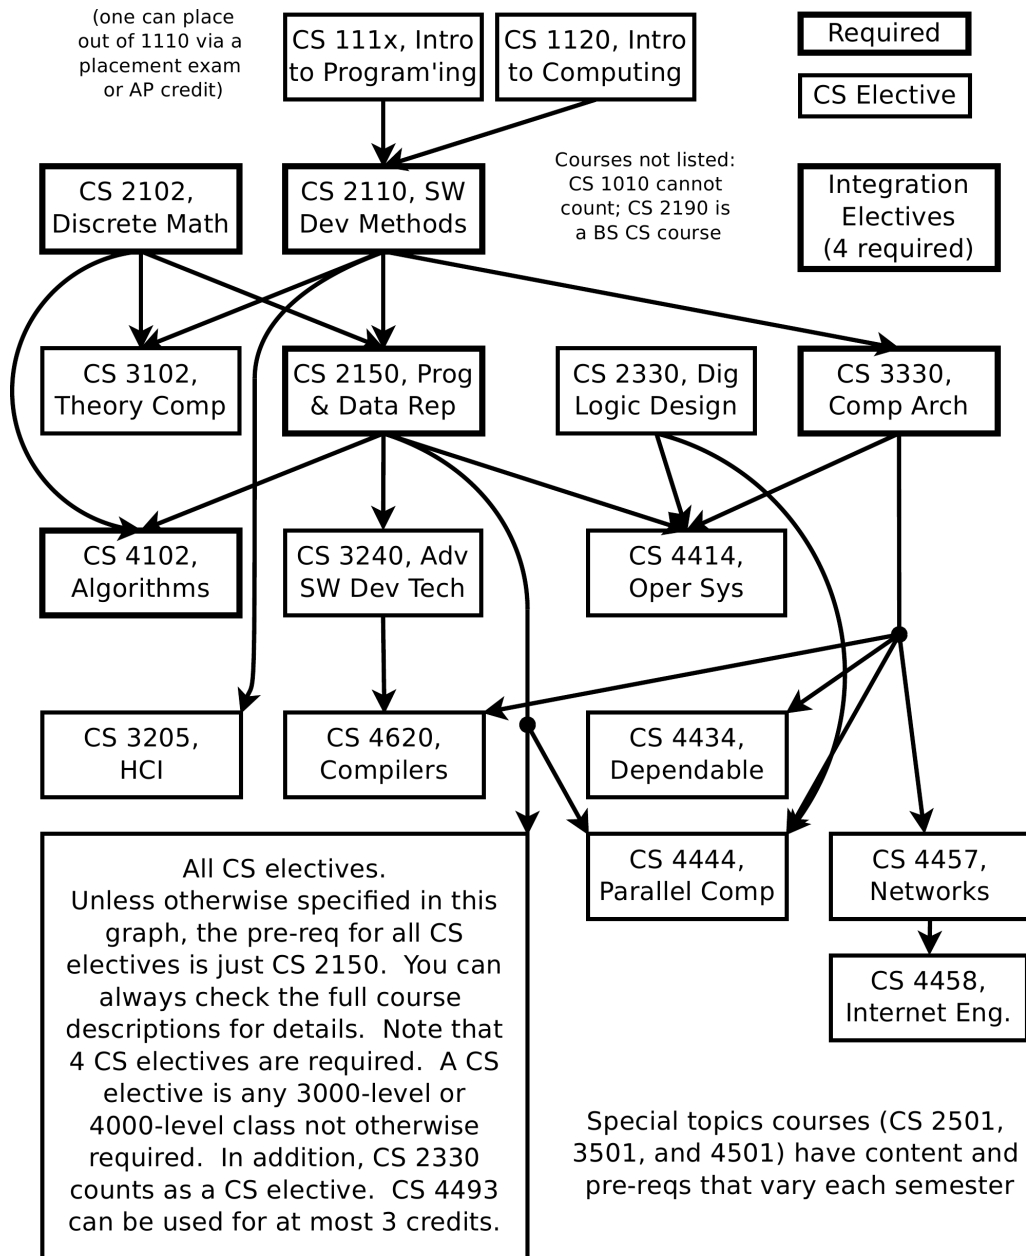 (one can place
out of 1110 via a
placement exam
or AP credit)
CS 111x, Intro
to Program'ing
CS 1120, Intro
to Computing
Required
CS Elective
CS 2102,
Discrete Math
CS 2110, SW
Dev Methods
Courses not listed:
CS 1010 cannot
count; CS 2190 is
a BS CS course
Integration
Electives
(4 required)
CS 3102,
Theory Comp
CS 2150, Prog
& Data Rep
CS 2330, Dig
Logic Design
CS 3330,
Comp Arch
CS 4102,
Algorithms
CS 3240, Adv
SW Dev Tech
CS 4414,
Oper Sys
CS 3205,
HCI
CS 4620,
Compilers
CS 4434,
Dependable
All CS electives.
Unless otherwise specified in this
graph, the pre-req for all CS
electives is just CS 2150.  You can
always check the full course
descriptions for details.  Note that
4 CS electives are required.  A CS
elective is any 3000-level or
4000-level class not otherwise
required.  In addition, CS 2330
counts as a CS elective.  CS 4493
can be used for at most 3 credits.
CS 4444,
Parallel Comp
CS 4457,
Networks
CS 4458,
Internet Eng.
Special topics courses (CS 2501,
3501, and 4501) have content and
pre-reqs that vary each semester